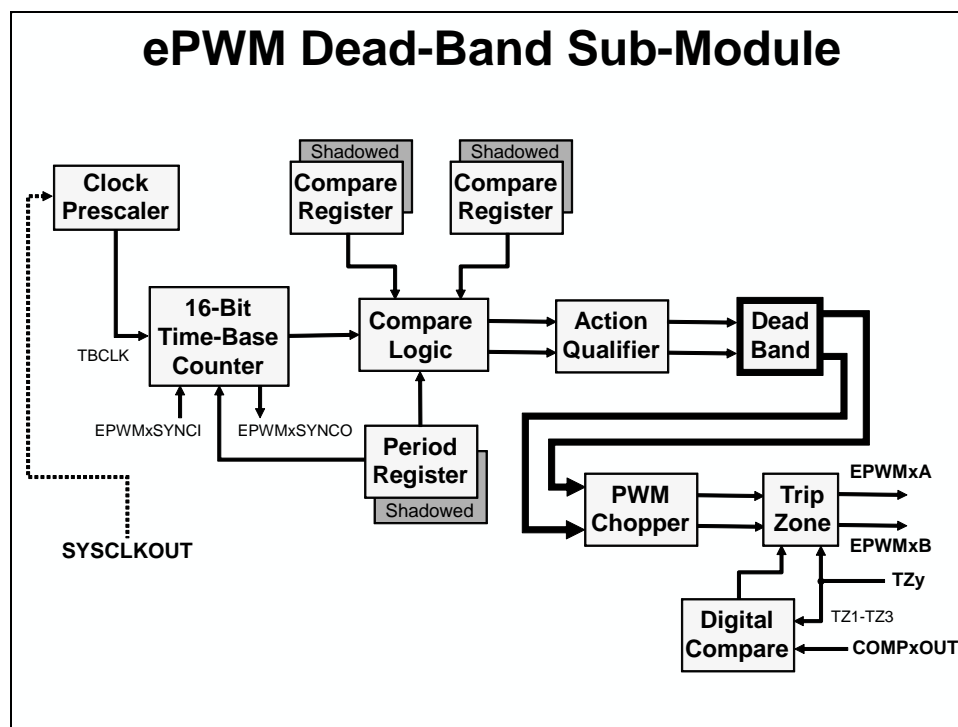 ePWM Dead-Band Sub-Module
Shadowed
Compare
Register
Shadowed
Compare
Register
Clock
Prescaler
16-Bit
Time-Base
Counter
Compare
Logic
Action
Qualifier
Dead
Band
TBCLK
EPWMxSYNCI
EPWMxSYNCO
Period
Register
Shadowed
PWM
Chopper
Trip
Zone
EPWMxA
EPWMxB
SYSCLKOUT
TZy
TZ1-TZ3
Digital
Compare
COMPxOUT